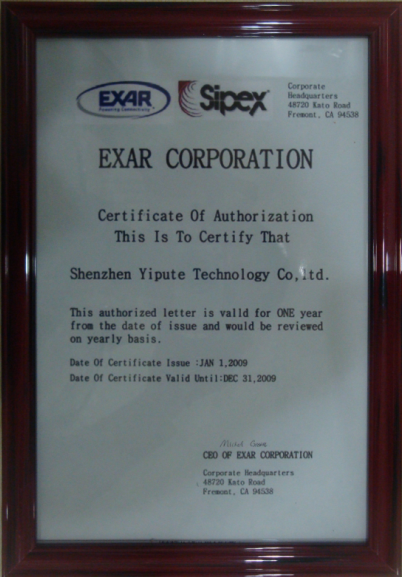 EXAR
Powering Connectivity
Sipex
Corporate
Headquarters
48720 Kato Road
Fremont, CA 94538
EXAR CORPORATION
Certificate Of Authorization
This Is To Certify That
Shenzhen Yipute Technology Co,ltd.
This authorized letter is valld for ONE year
from the date of issue and would be reviewed
on yearly basis.
Date Of Certificate Issue :JAN 1,2009
Date Of Certificate Valid Until:DEC 31,2009
CEO OF EXAR CORPORATION
Corporate Headquarters
48720 Kato Road
Fremont, CA 94538